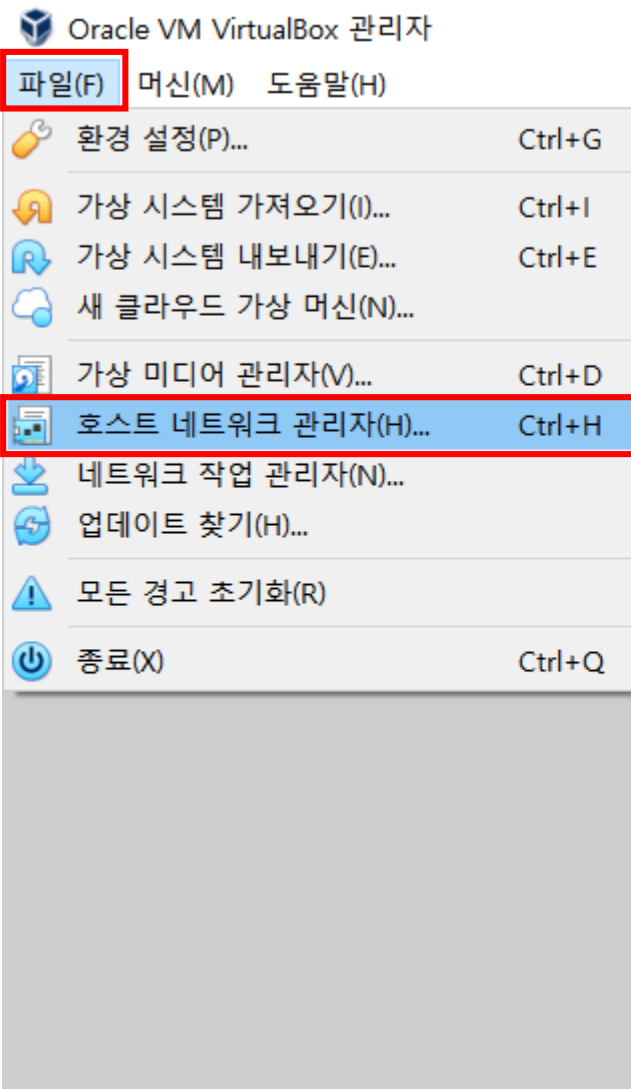 Oracle VM VirtualBox 관리자
파일(F) 머신(M) 도움말(H)
환경 설정(P)... Ctrl+G
가상 시스템 가져오기(I)... Ctrl+I
가상 시스템 내보내기(E)... Ctrl+E
새 클라우드 가상 머신(N)...
가상 미디어 관리자(V)... Ctrl+D
호스트 네트워크 관리자(H)... Ctrl+H
네트워크 작업 관리자(N)...
업데이트 찾기(H)...
모든 경고 초기화(R)
종료(X) Ctrl+Q